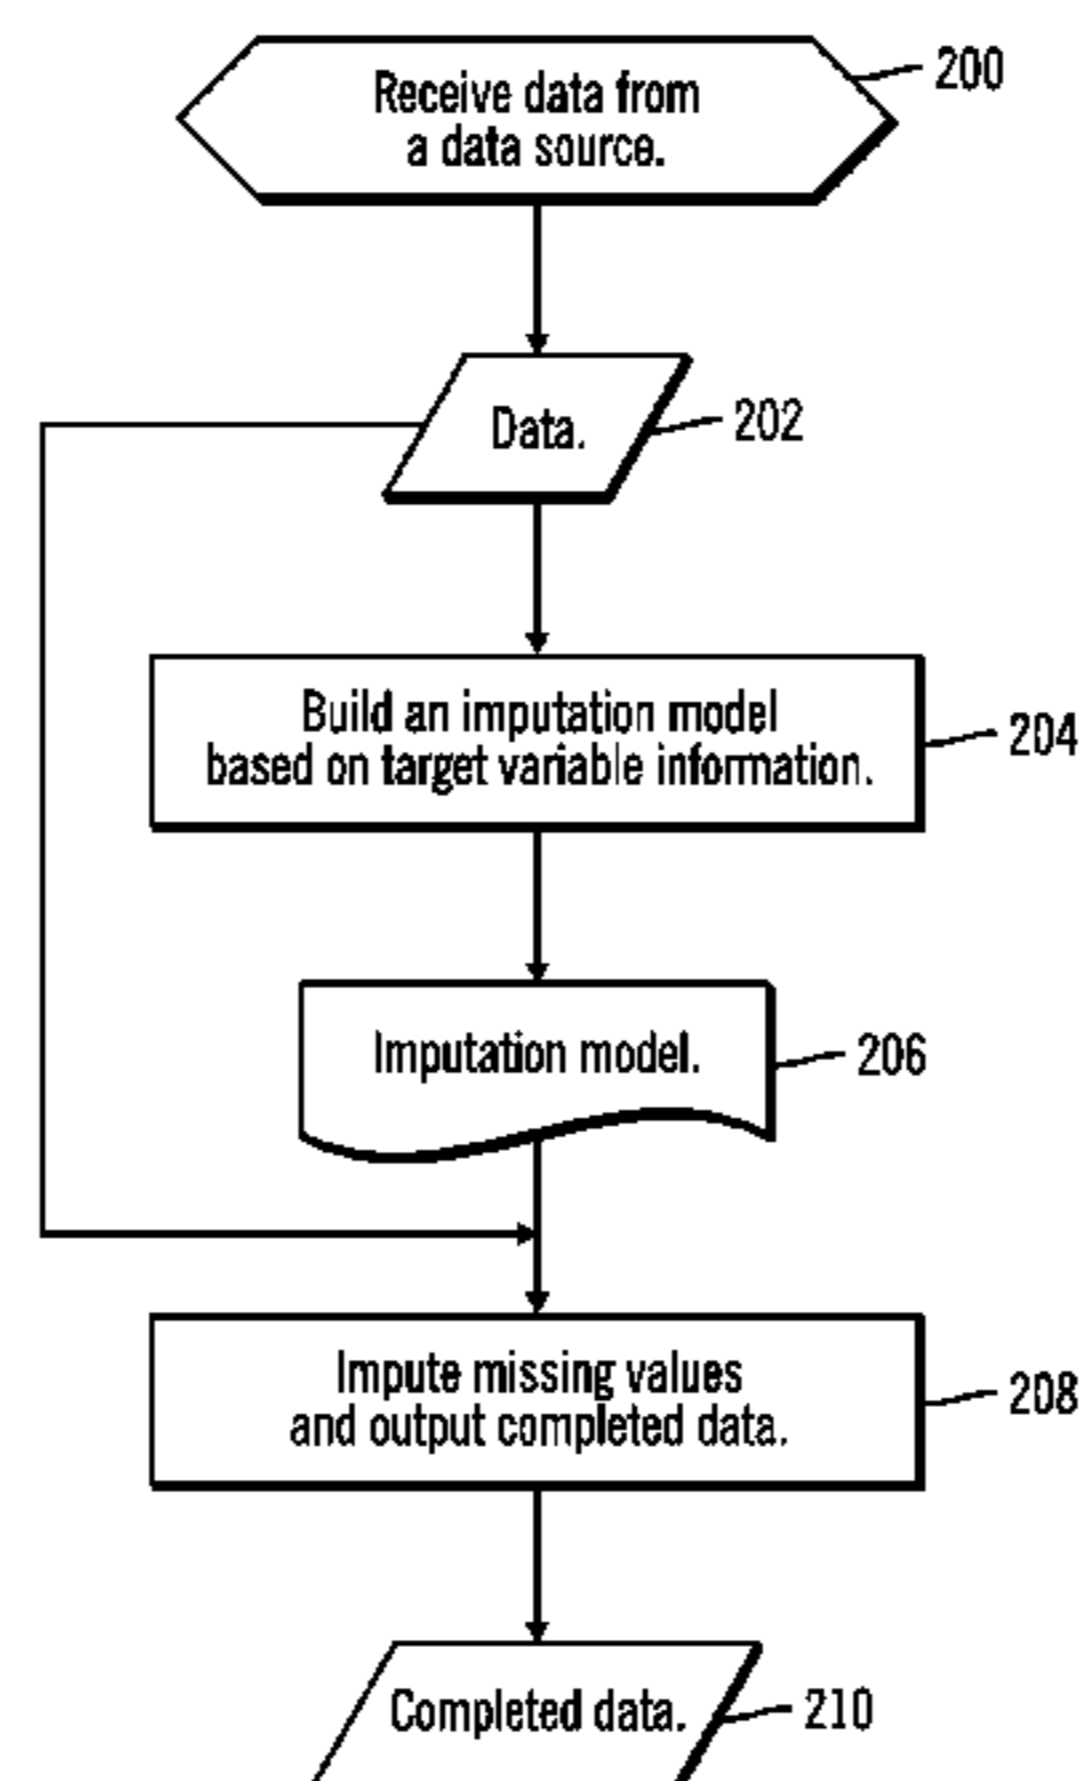 Receive data from
a data source.
200
Data.
202
Build an imputation model
based on target variable information.
204
Imputation model.
206
Impute missing values
and output completed data.
208
Completed data.
210